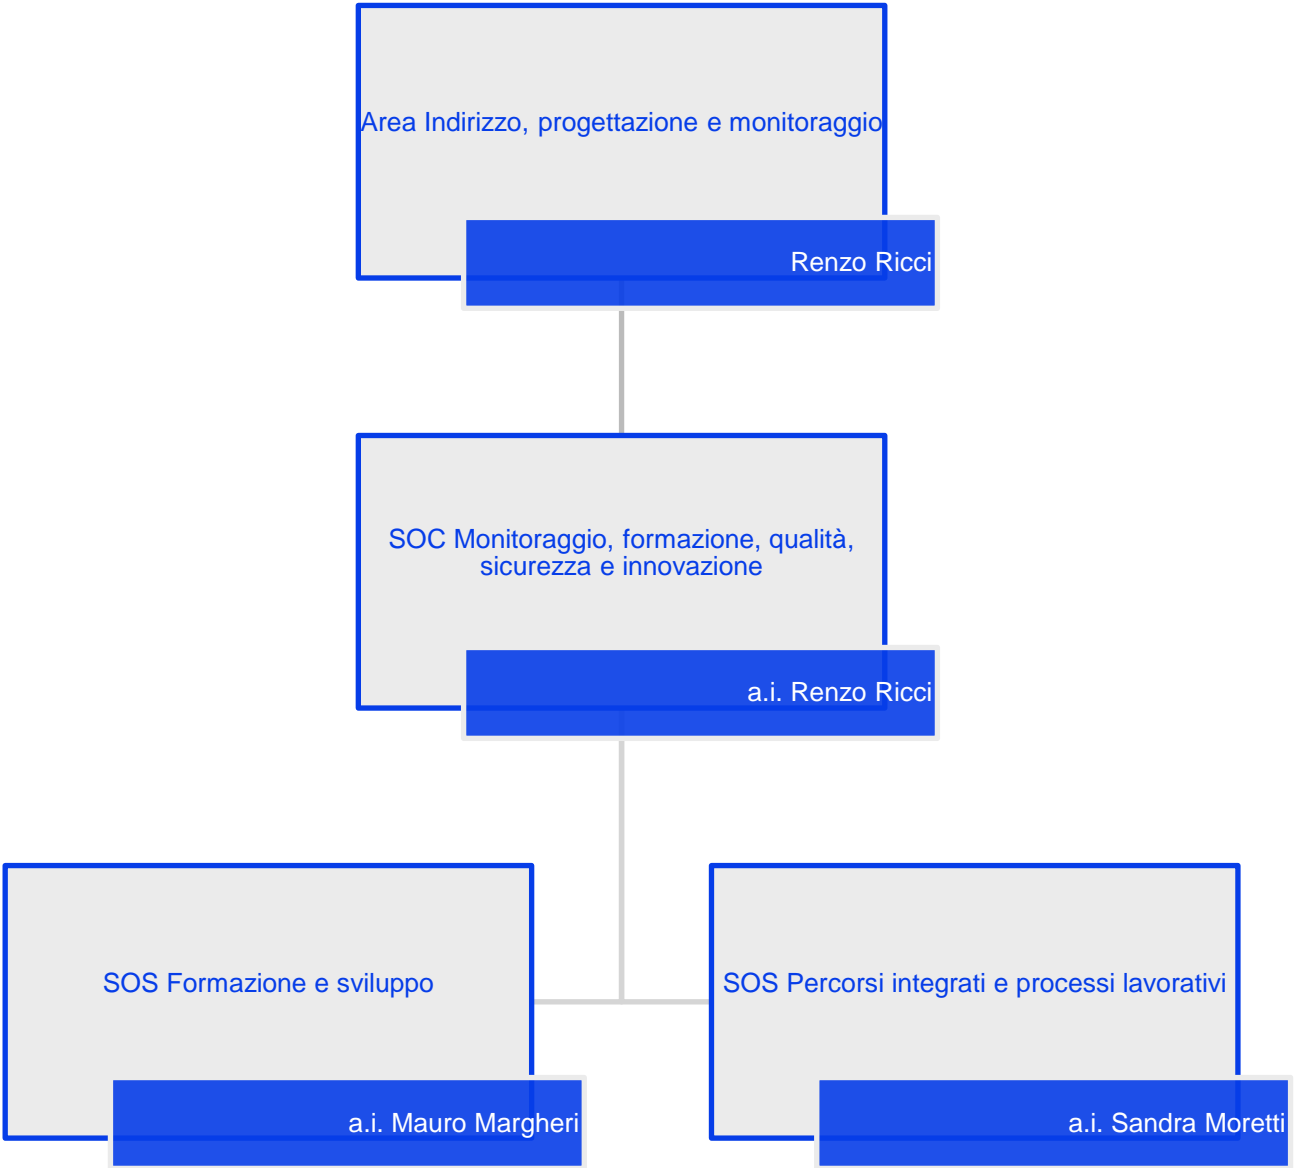 Area Indirizzo, progettazione e monitoraggio
Renzo Ricci
SOC Monitoraggio, formazione, qualità,
sicurezza e innovazione
a.i. Renzo Ricci
SOS Formazione e sviluppo
a.i. Mauro Margheri
SOS Percorsi integrati e processi lavorativi
a.i. Sandra Moretti